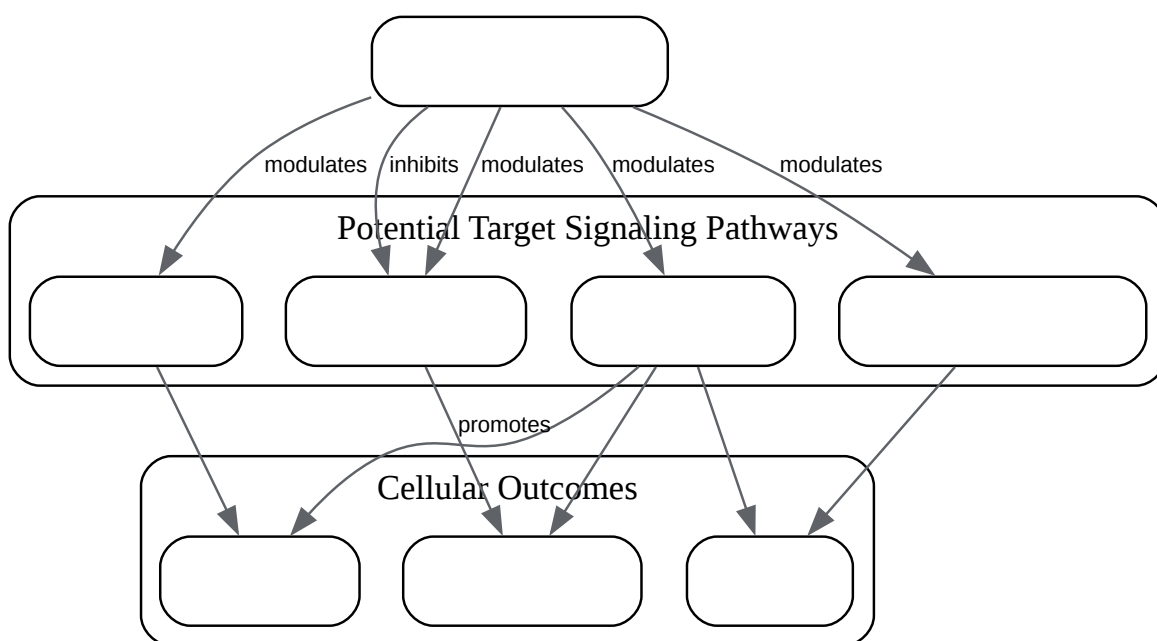 modulates inhibits modulates modulates modulates
Potential Target Signaling Pathways
promotes
Cellular Outcomes